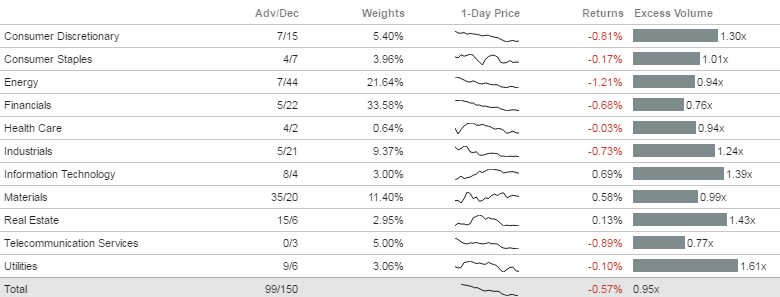 Adv/Dec Weights 1-Day Price Returns Excess Volume
Consumer Discretionary 7/15 5.40% -0.81% 1.30x
Consumer Staples 4/7 3.96% -0.17% 1.01x
Energy 7/44 21.64% -1.21% 0.94x
Financials 5/22 33.58% -0.68% 0.76x
Health Care 4/2 0.64% -0.03% 0.94x
Industrials 5/21 9.37% -0.73% 1.24x
Information Technology 8/4 3.00% 0.69% 1.39x
Materials 35/20 11.40% 0.58% 0.99x
Real Estate 15/6 2.95% 0.13% 1.43x
Telecommunication Services 0/3 5.00% -0.89% 0.77x
Utilities 9/6 3.06% -0.10% 1.61x
Total 99/150 -0.57% 0.95x